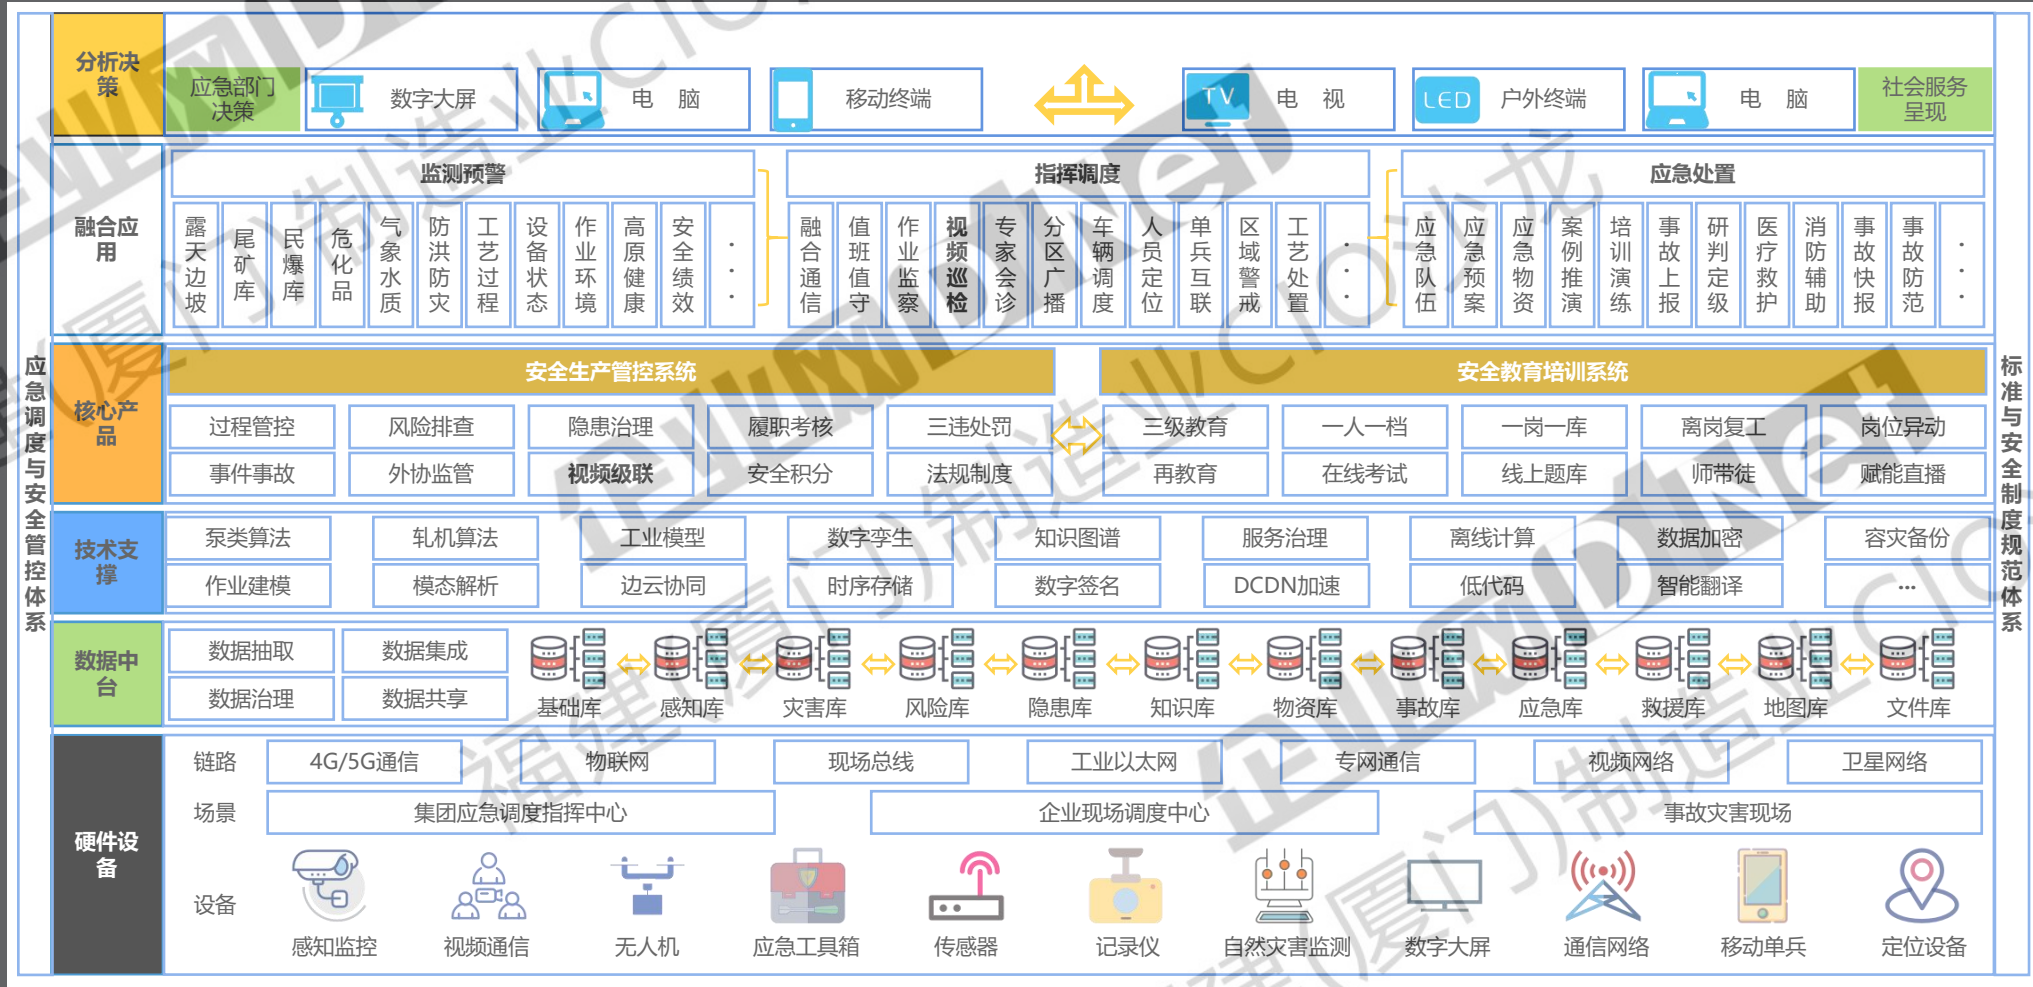 分析决
策
应急部门
决策
数字大屏
电 脑
移动终端
TV
电 视
LED
户外终端
电 脑
社会服务
呈现
融合应
用
监测预警
指挥调度
应急处置
露天边坡
尾矿库
民爆库
危化品
气象水质
防洪防灾
工艺过程
设备状态
作业环境
高原健康
安全绩效
...
融合通信
值班值守
作业监察
视频巡检
专家会诊
分区广播
车辆调度
人员定位
单兵互联
区域警戒
工艺处置
...
应急队伍
应急预案
应急物资
案例推演
培训演练
事故上报
研判定级
医疗救护
消防辅助
事故快报
事故防范
...
应急调度与安全管控体系
标准与安全制度规范体系
核心产
品
安全生产管控系统
安全教育培训系统
过程管控
风险排查
隐患治理
履职考核
三违处罚
三级教育
一人一档
一岗一库
离岗复工
岗位异动
事件事故
外协监管
视频级联
安全积分
法规制度
再教育
在线考试
线上题库
师带徒
赋能直播
技术支
撑
泵类算法
轧机算法
工业模型
数字孪生
知识图谱
服务治理
离线计算
数据加密
容灾备份
作业建模
模态解析
边云协同
时序存储
数字签名
DCDN加速
低代码
智能翻译
...
数据中
台
数据抽取
数据集成
数据治理
数据共享
基础库
感知库
灾害库
风险库
隐患库
知识库
物资库
事故库
应急库
救援库
地图库
文件库
硬件设
备
链路
4G/5G通信
物联网
现场总线
工业以太网
专网通信
视频网络
卫星网络
场景
集团应急调度指挥中心
企业现场调度中心
事故灾害现场
设备
感知监控
视频通信
无人机
应急工具箱
传感器
记录仪
自然灾害监测
数字大屏
通信网络
移动单兵
定位设备
福建(厦门)制造业CIO沙龙